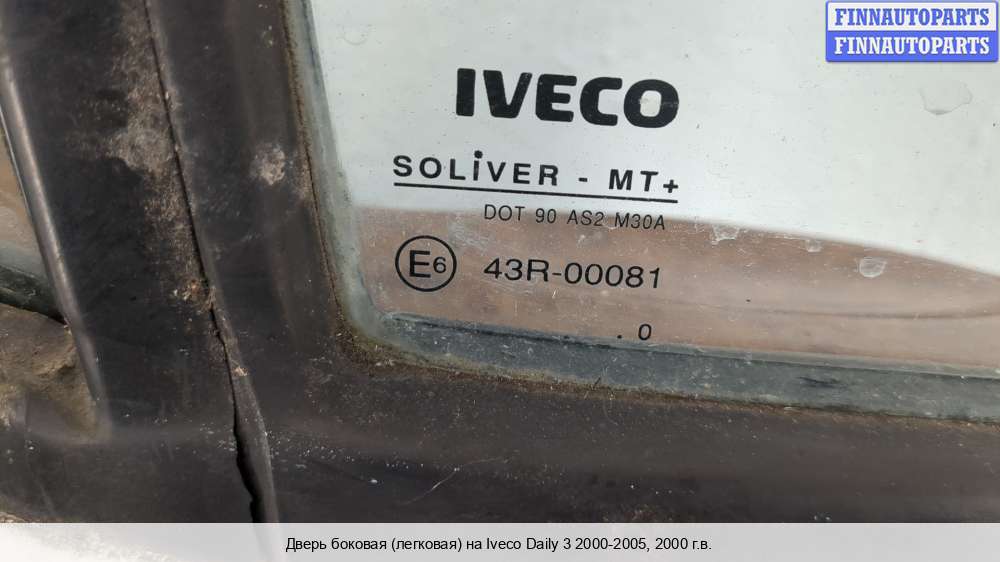 FINNAUTOPARTS
FINNAUTOPARTS
IVECO
SOLiVER - MT+
DOT 90 AS2 M30A
E6 43R-00081
. 0
Дверь боковая (легковая) на Iveco Daily 3 2000-2005, 2000 г.в.